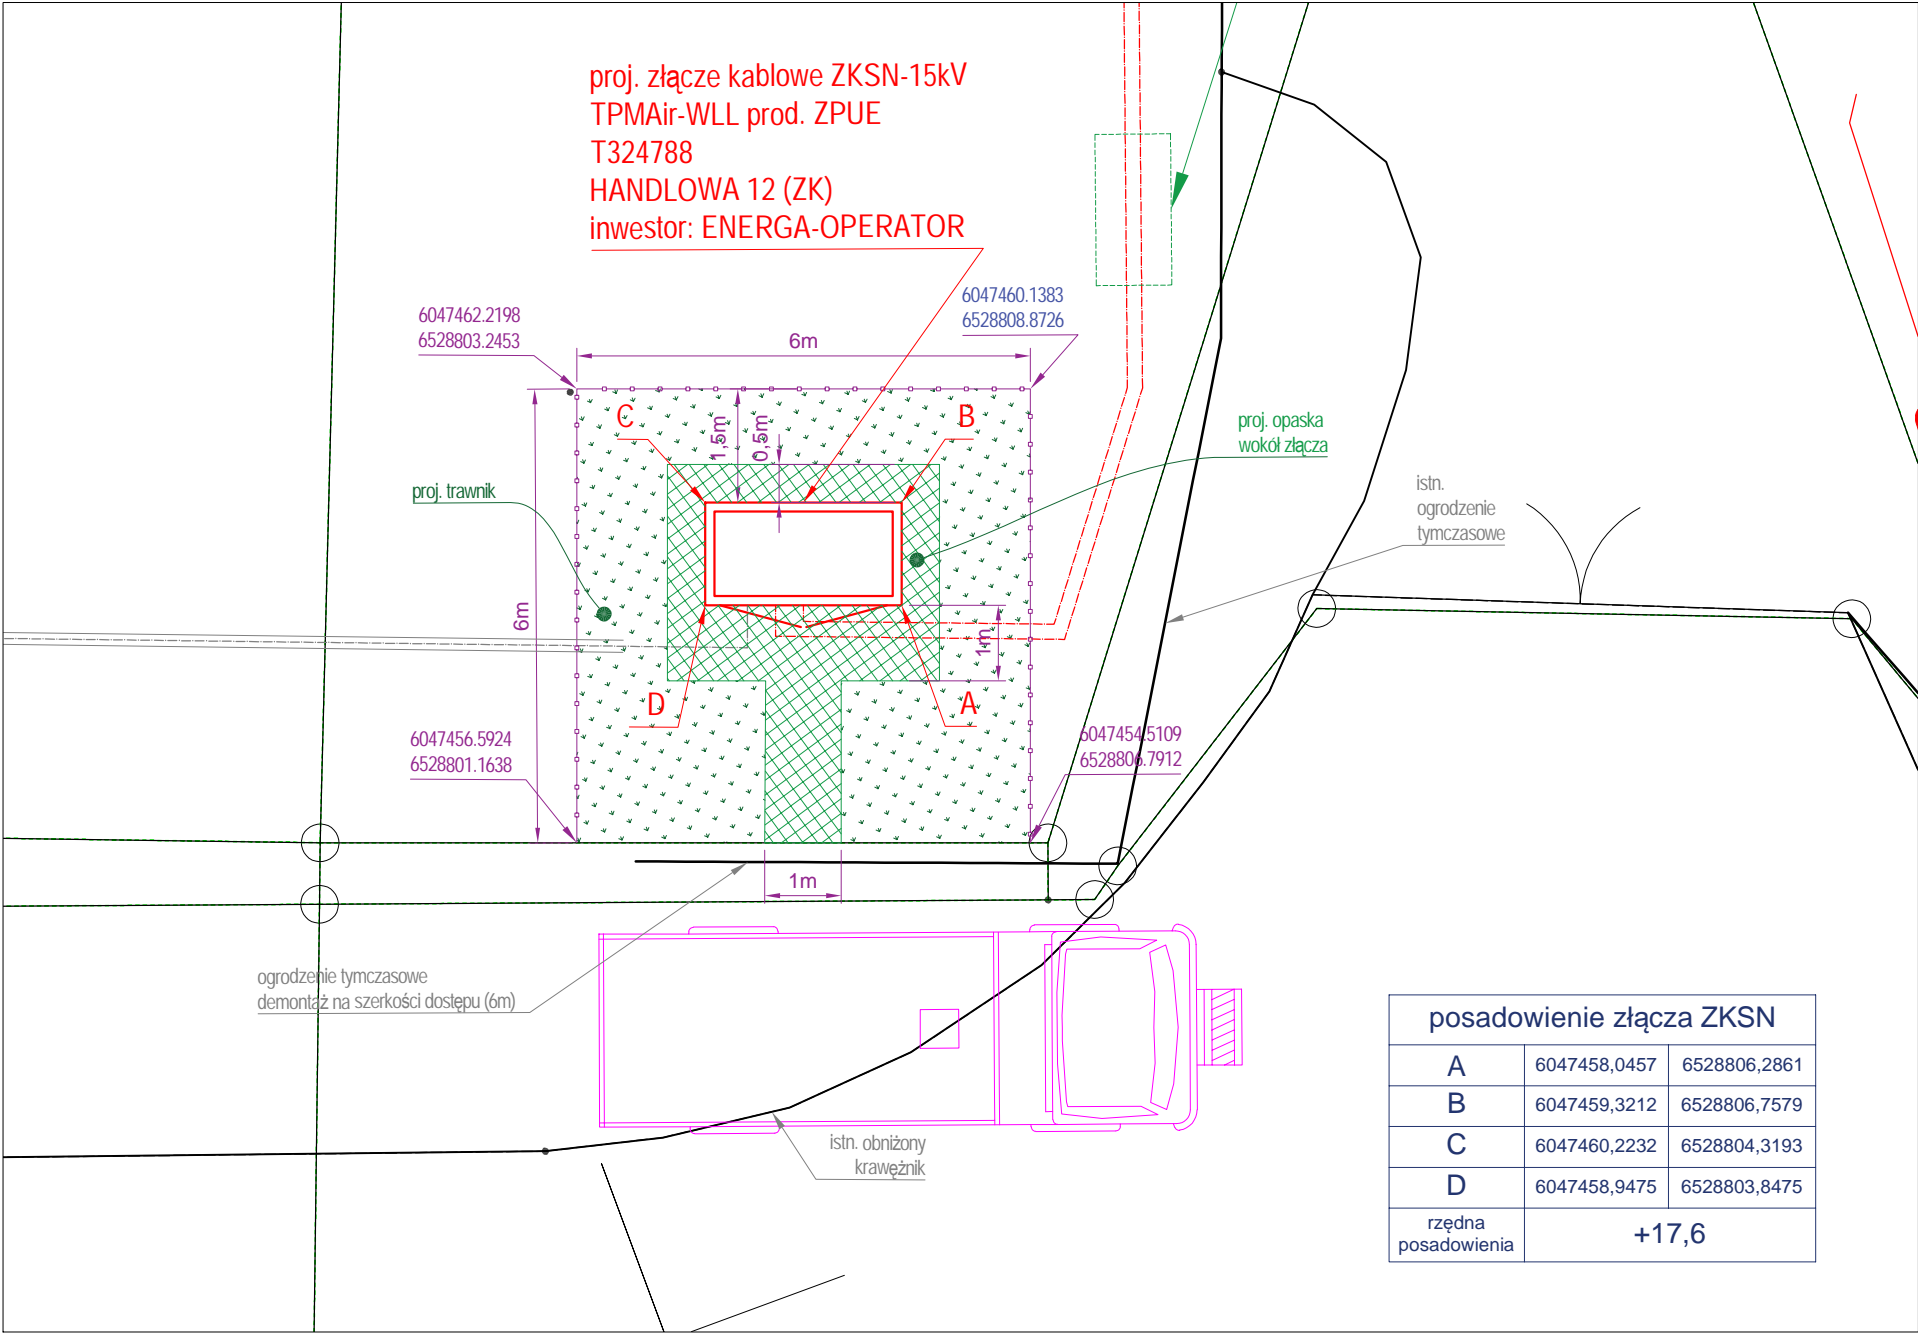 proj. złącze kablowe ZKSN-15kV
TPMAir-WLL prod. ZPUE
T324788
HANDLOWA 12 (ZK)
inwestor: ENERGA-OPERATOR
6047462.2198
6528803.2453
6047460.1383
6528808.8726
6m
C
B
1,5m
0,5m
proj. opaska
wokół złącza
proj. trawnik
istn.
ogrodzenie
tymczasowe
6m
1m
D
A
6047456.5924
6528801.1638
6047454.5109
6528806.7912
1m
ogrodzenie tymczasowe
demontaż na szerkości dostępu (6m)
istn. obniżony
krawężnik
posadowienie złącza ZKSN
A 6047458,0457 6528806,2861
B 6047459,3212 6528806,7579
C 6047460,2232 6528804,3193
D 6047458,9475 6528803,8475
rzędna
posadowienia
+17,6